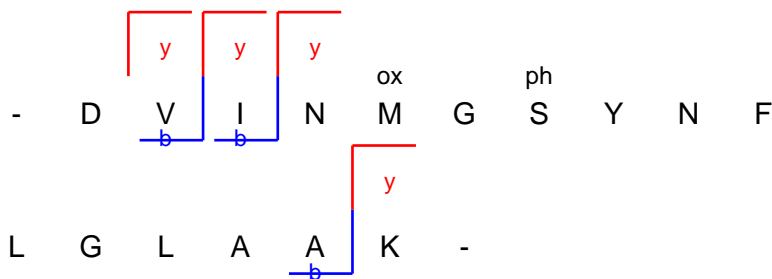 y y y
ox ph
- D V I N M G S Y N F
b b
y
L G L A A K -
b